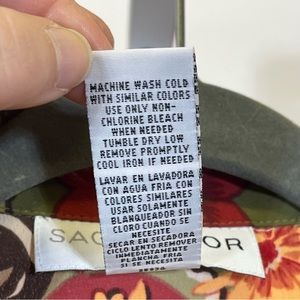 MACHINE WASH COLD
WITH SIMILAR COLORS
USE ONLY NON-
CHLORINE BLEACH
WHEN NEEDED
TUMBLE DRY LOW
REMOVE PROMPTLY
COOL IRON IF NEEDED
LAVAR EN LAVADORA
CON AGUA FRIA CON
COLORES SIMILARES
USAR SOLAMENTE
BLANQUEADOR SIN
CLORO CUANDO SE
NECESITE
SECAR EN SECADORA
CICLO LENTO REMOVER
INMEDIATAMENTE
PLANCHA FRIA
SI SE NECESITA
SAG
OR